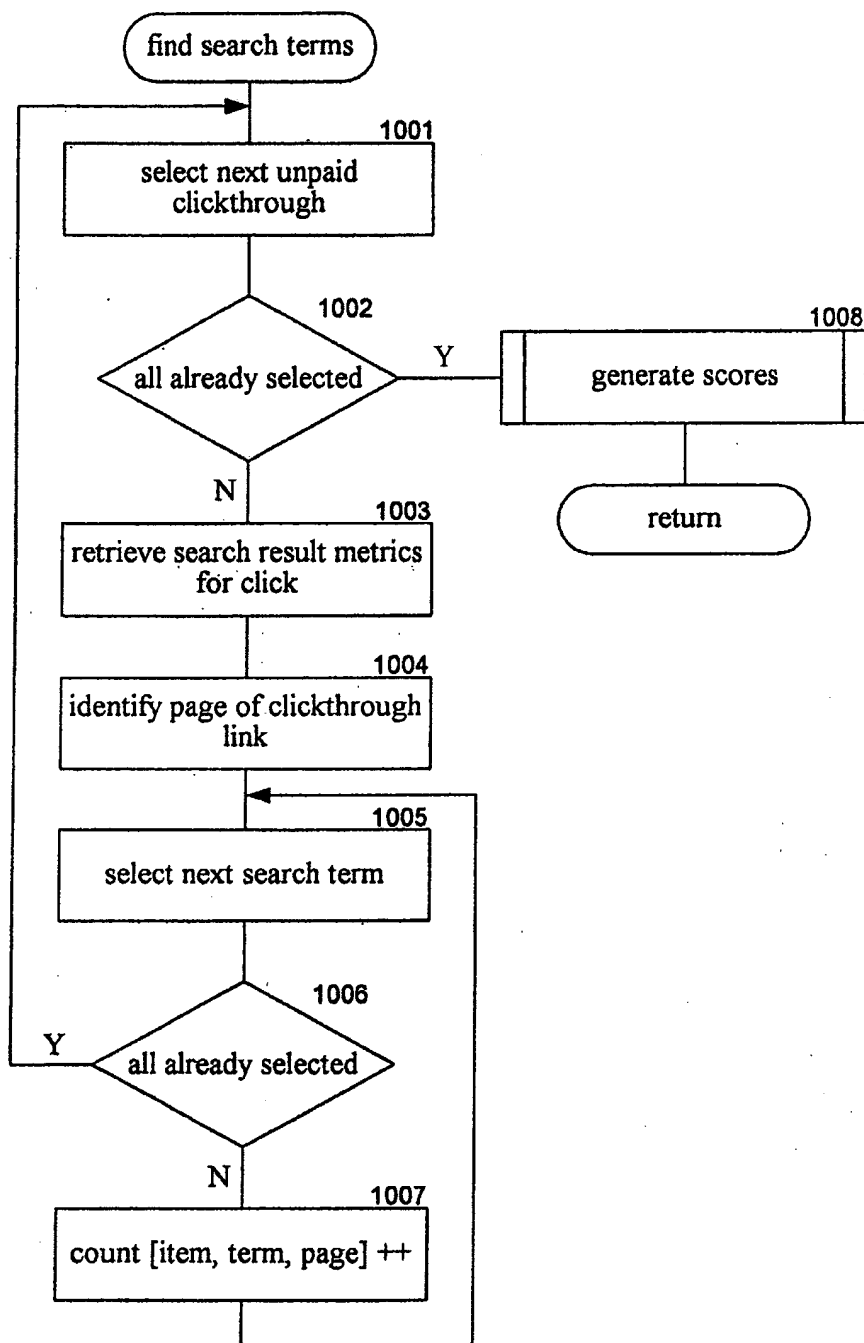 find search terms
1001
select next unpaid
clickthrough
1002
all already selected
Y
1008
generate scores
return
N
1003
retrieve search result metrics
for click
1004
identify page of clickthrough
link
1005
select next search term
1006
Y
all already selected
N
1007
count [item, term, page] ++